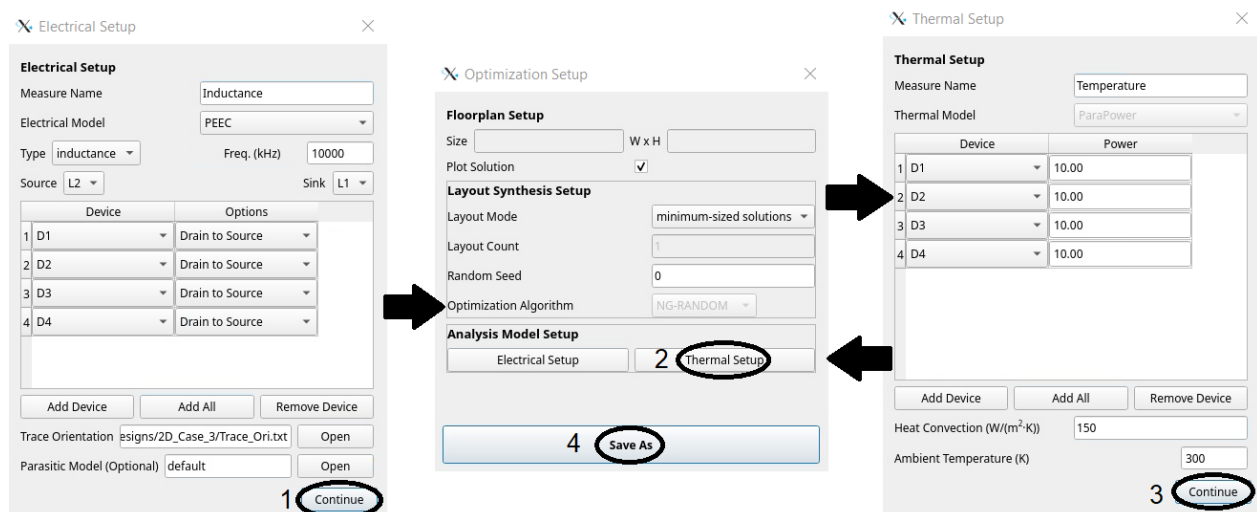 Electrical Setup
Electrical Setup
Measure Name Inductance
Electrical Model PEEC
Type inductance Freq. (kHz) 10000
Source L2 Sink L1
Device Options
1 D1 Drain to Source
2 D2 Drain to Source
3 D3 Drain to Source
4 D4 Drain to Source
Add Device Add All Remove Device
Trace Orientation esigns/2D_Case_3/Trace_Ori.txt Open
Parasitic Model (Optional) default Open
1 Continue
Optimization Setup
Floorplan Setup
Size W x H
Plot Solution
Layout Synthesis Setup
Layout Mode minimum-sized solutions
Layout Count 1
Random Seed 0
Optimization Algorithm NG-RANDOM
Analysis Model Setup
Electrical Setup 2 Thermal Setup
4 Save As
Thermal Setup
Thermal Setup
Measure Name Temperature
Thermal Model ParaPower
Device Power
1 D1 10.00
2 D2 10.00
3 D3 10.00
4 D4 10.00
Add Device Add All Remove Device
Heat Convection (W/(m²·K)) 150
Ambient Temperature (K) 300
3 Continue